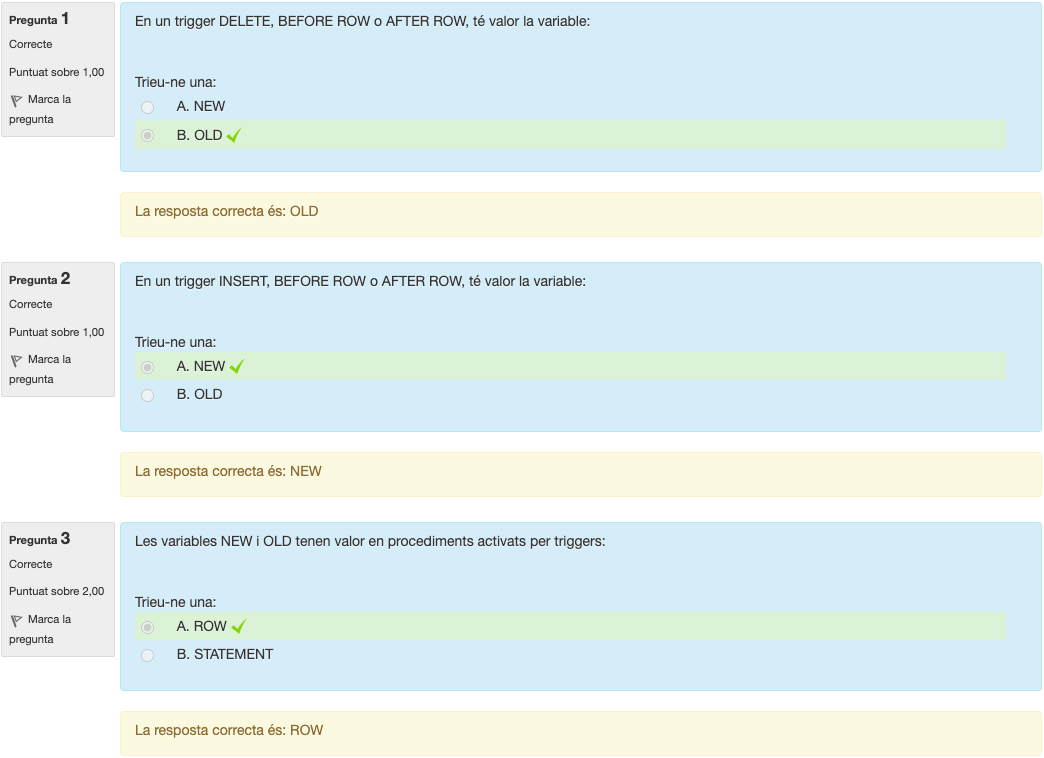 Pregunta 1
Correcte
Puntuat sobre 1,00
Marca la
pregunta
En un trigger DELETE, BEFORE ROW o AFTER ROW, té valor la variable:
Trieu-ne una:
A. NEW
B. OLD
La resposta correcta és: OLD
Pregunta 2
Correcte
Puntuat sobre 1,00
Marca la
pregunta
En un trigger INSERT, BEFORE ROW o AFTER ROW, té valor la variable:
Trieu-ne una:
A. NEW
B. OLD
La resposta correcta és: NEW
Pregunta 3
Correcte
Puntuat sobre 2,00
Marca la
pregunta
Les variables NEW i OLD tenen valor en procediments activats per triggers:
Trieu-ne una:
A. ROW
B. STATEMENT
La resposta correcta és: ROW